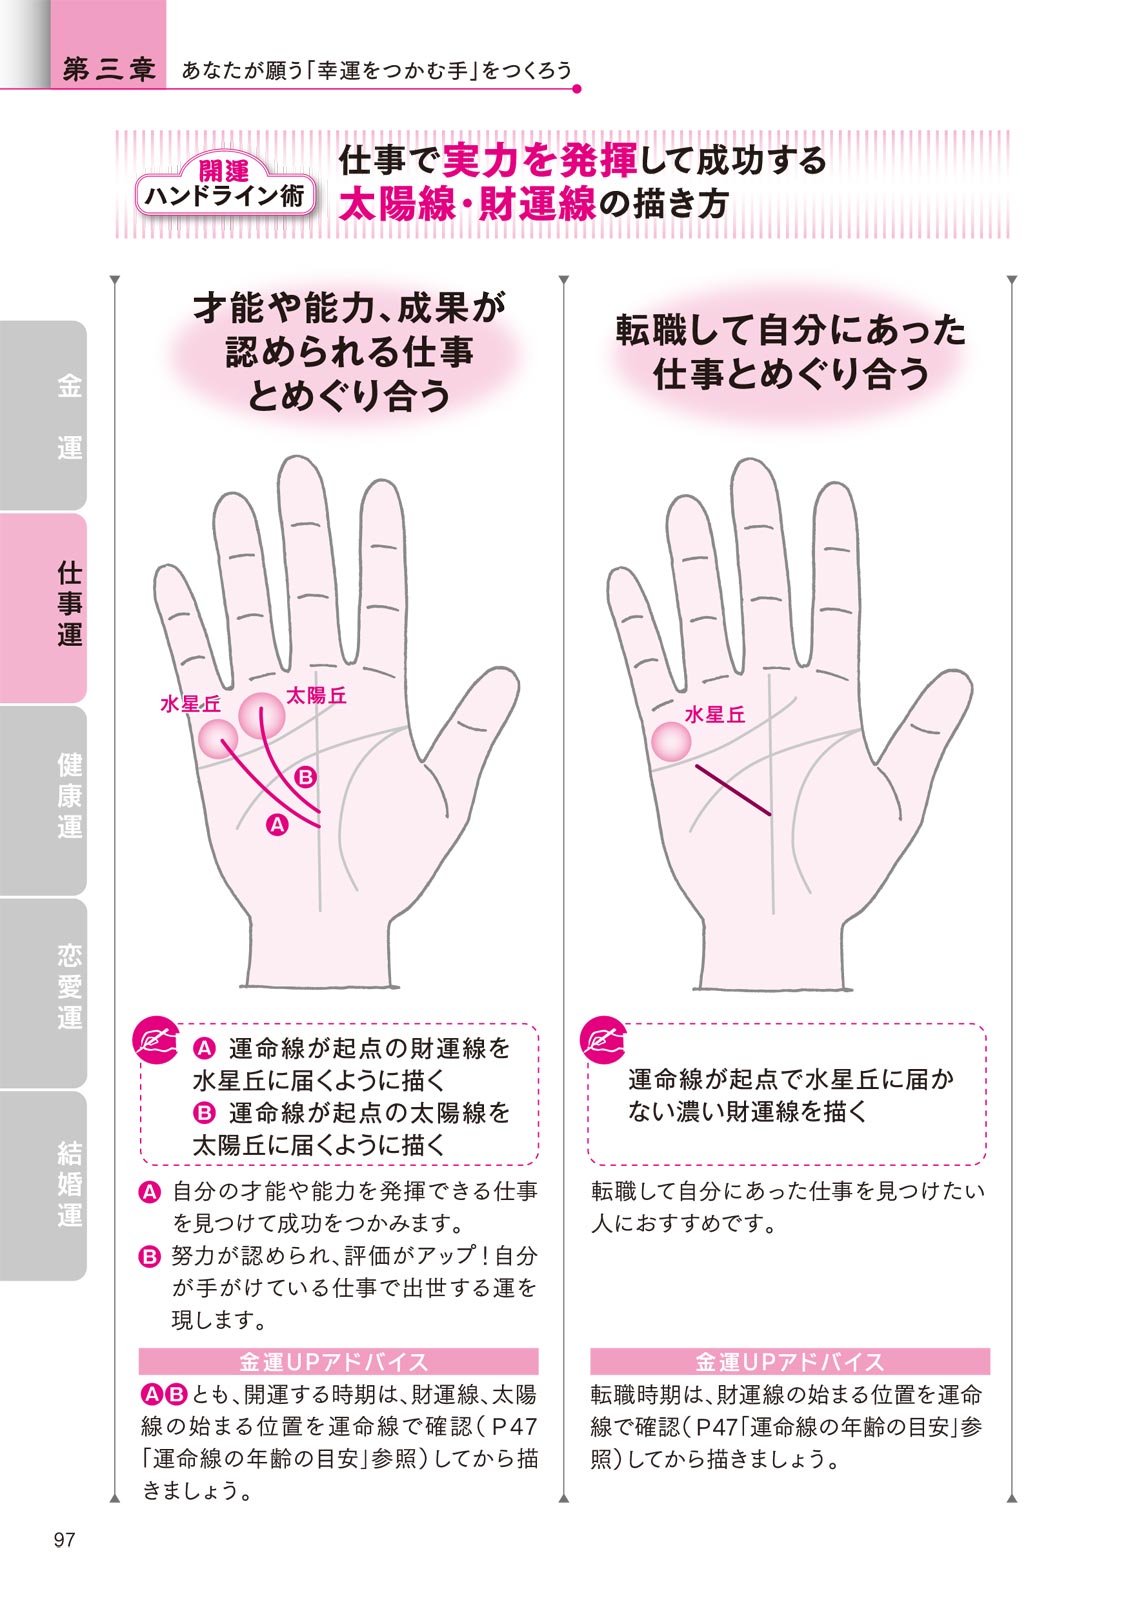 第三章 あなたが願う「幸運をつかむ手」をつくろう
開運
ハンドライン術
仕事で実力を発揮して成功する
太陽線・財運線の描き方
金運
仕事運
健康運
恋愛運
結婚運
才能や能力、成果が
認められる仕事
とめぐり合う
水星丘
太陽丘
B
A
A 運命線が起点の財運線を
水星丘に届くように描く
B 運命線が起点の太陽線を
太陽丘に届くように描く
A 自分の才能や能力を発揮できる仕事
を見つけて成功をつかみます。
B 努力が認められ、評価がアップ!自分
が手がけている仕事で出世する運を
現します。
金運UPアドバイス
ABとも、開運する時期は、財運線、太陽
線の始まる位置を運命線で確認(P47
「運命線の年齢の目安」参照)してから描
きましょう。
転職して自分にあった
仕事とめぐり合う
水星丘
運命線が起点で水星丘に届か
ない濃い財運線を描く
転職して自分にあった仕事を見つけたい
人におすすめです。
金運UPアドバイス
転職時期は、財運線の始まる位置を運命
線で確認(P47「運命線の年齢の目安」参
照)してから描きましょう。
97